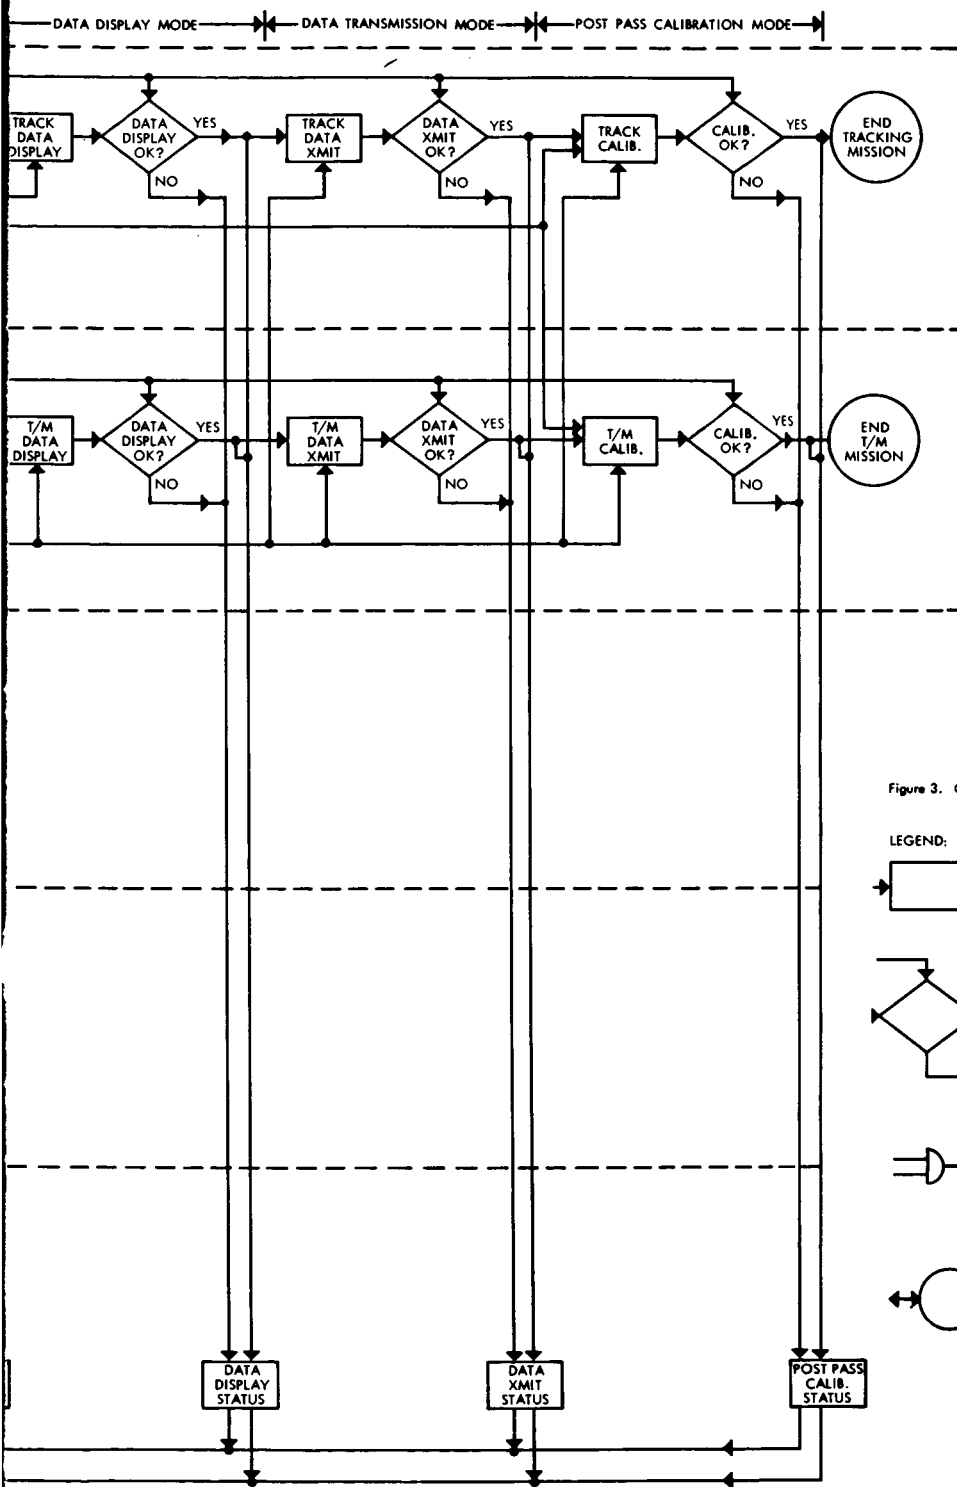 DATA DISPLAY MODE
DATA TRANSMISSION MODE
POST PASS CALIBRATION MODE
TRACK
DATA
DISPLAY
DATA
DISPLAY
OK?
YES
NO
TRACK
DATA
XMIT
DATA
XMIT
OK?
YES
NO
TRACK
CALIB.
CALIB.
OK?
YES
NO
END
TRACKING
MISSION
T/M
DATA
DISPLAY
DATA
DISPLAY
OK?
YES
NO
T/M
DATA
XMIT
DATA
XMIT
OK?
YES
NO
T/M
CALIB.
CALIB.
OK?
YES
NO
END
T/M
MISSION
Figure 3.
LEGEND:
DATA
DISPLAY
STATUS
DATA
XMIT
STATUS
POST PASS
CALIB.
STATUS